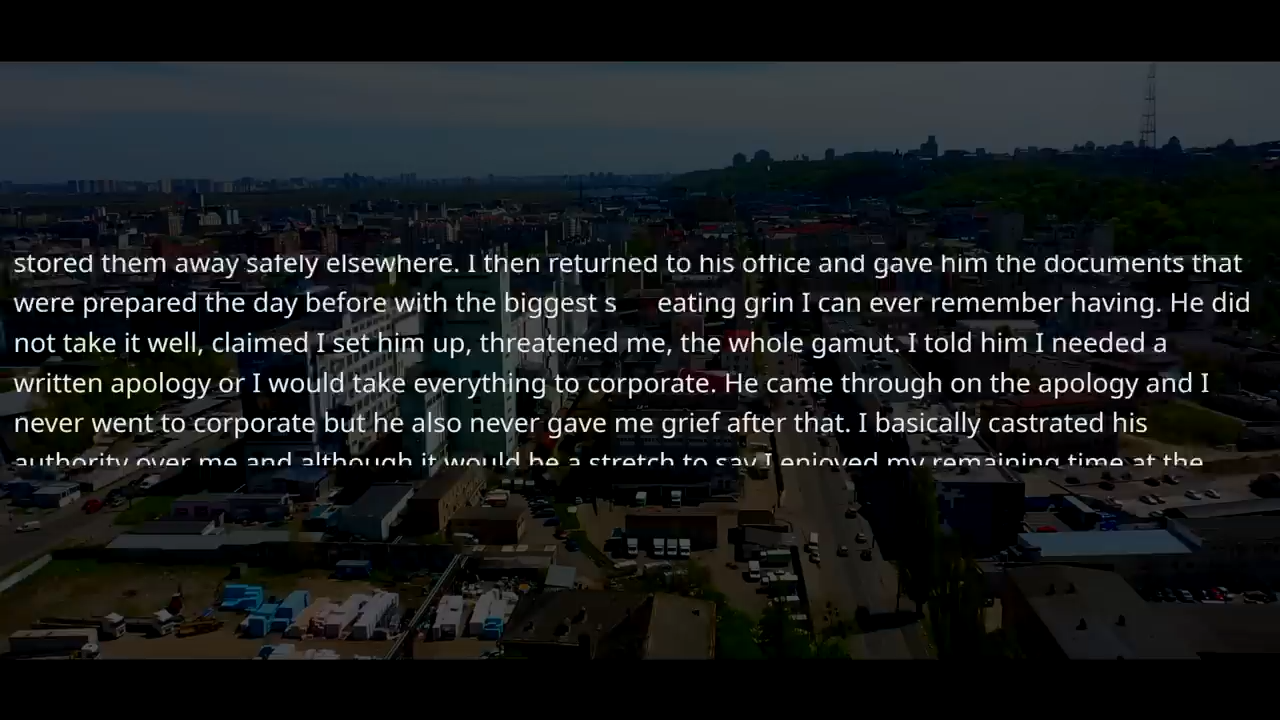 stored them away safely elsewhere. I then returned to his office and gave him the documents that
were prepared the day before with the biggest s eating grin I can ever remember having. He did
not take it well, claimed I set him up, threatened me, the whole gamut. I told him I needed a
written apology or I would take everything to corporate. He came through on the apology and I
never went to corporate but he also never gave me grief after that. I basically castrated his
authority over me and although it would be a stretch to say I enjoyed my remaining time at the